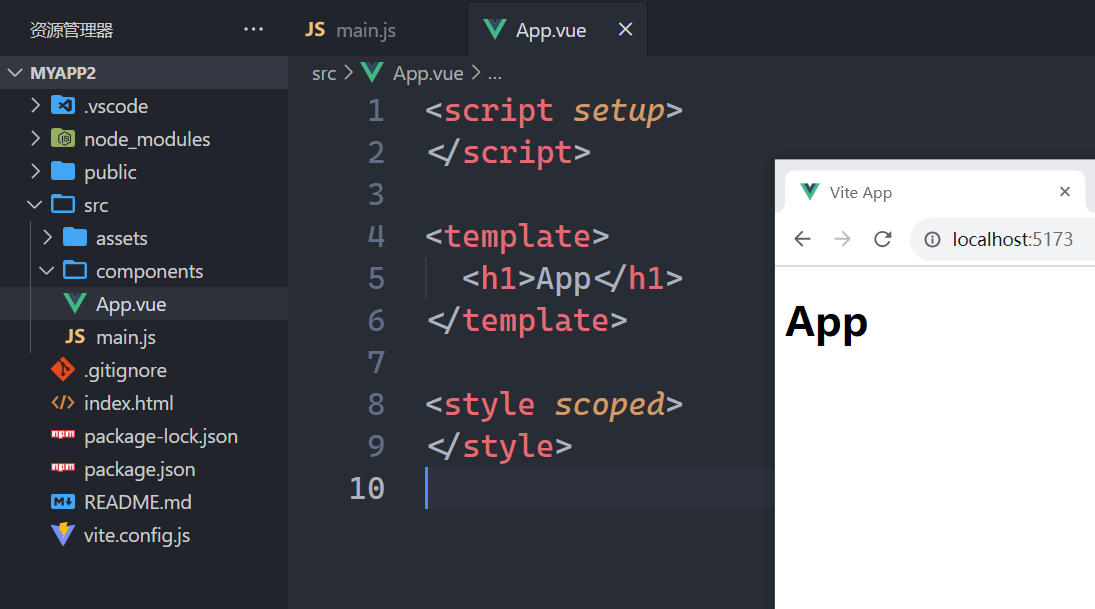 资源管理器 ...
MYAPP2
.vscode
node_modules
public
src
assets
components
App.vue
main.js
.gitignore
index.html
package-lock.json
package.json
README.md
vite.config.js
JS main.js
App.vue
src > App.vue > ...
1 <script setup>
2 </script>
3
4 <template>
5 <h1>App</h1>
6 </template>
7
8 <style scoped>
9 </style>
10
Vite App
localhost:5173
App